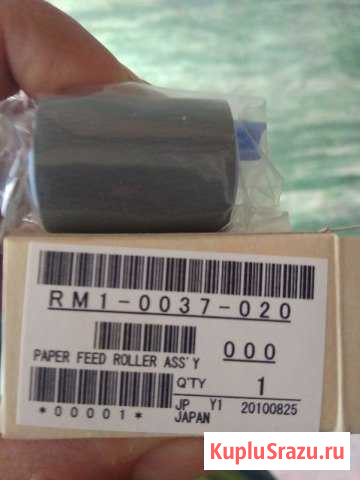 RM1-0037-020
000
PAPER FEED ROLLER ASS'Y
Q'TY 1
*00001* JP Y1 20100825
JAPAN
KupluSrazu.ru